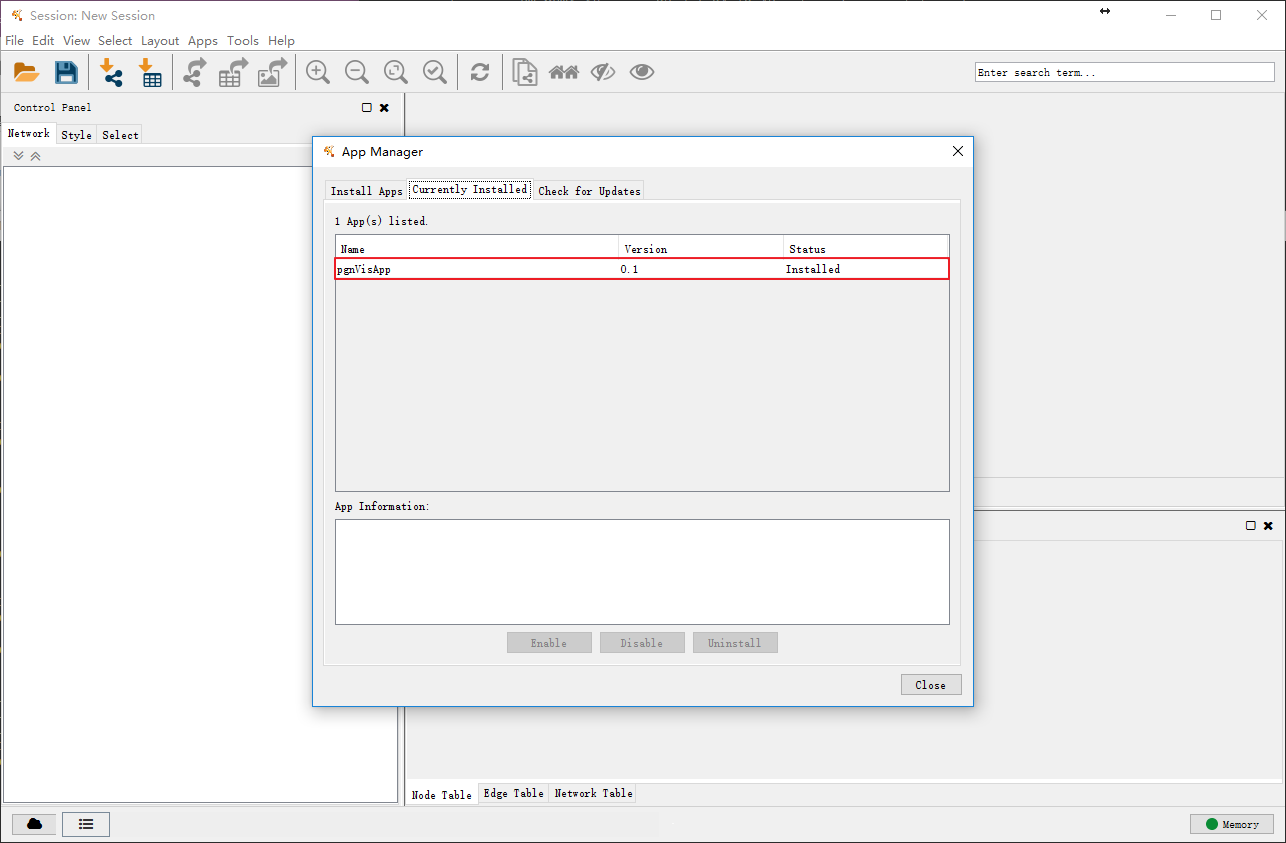 Session: New Session
File Edit View Select Layout Apps Tools Help
Enter search term...
Control Panel
Network Style Select
App Manager
Install Apps Currently Installed Check for Updates
1 App(s) listed.
Name Version Status
pgnVisApp 0.1 Installed
App Information:
Enable Disable Uninstall
Close
Node Table Edge Table Network Table
Memory